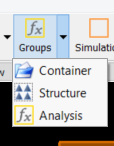 Groups
Simulatio
Container
Structure
Analysis